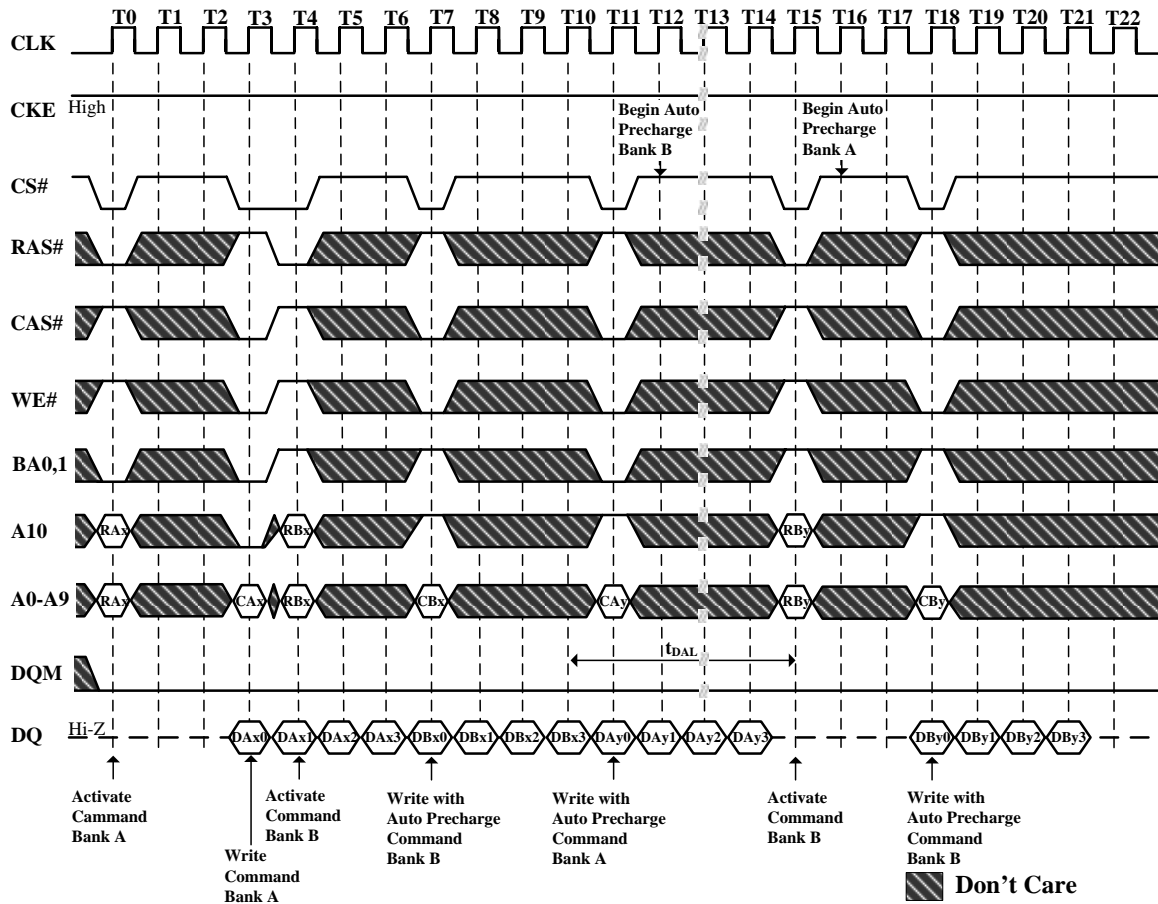 T0 T1 T2 T3 T4 T5 T6 T7 T8 T9 T10 T11 T12 T13 T14 T15 T16 T17 T18 T19 T20 T21 T22
CLK
CKE High
Begin Auto
Precharge
Bank B
Begin Auto
Precharge
Bank A
CS#
RAS#
CAS#
WE#
BA0,1
A10 RAx RBx RBy
A0-A9 RAx CAx RBx CBx CAy RBy CBy
DQM tDAL
DQ Hi-Z DAx0 DAx1 DAx2 DAx3 DBx0 DBx1 DBx2 DBx3 DAy0 DAy1 DAy2 DAy3 DBy0 DBy1 DBy2 DBy3
Activate
Cammand
Bank A
Write
Command
Bank A
Activate
Command
Bank B
Write with
Auto Precharge
Command
Bank B
Write with
Auto Precharge
Command
Bank A
Activate
Command
Bank B
Write with
Auto Precharge
Command
Bank B
Don't Care